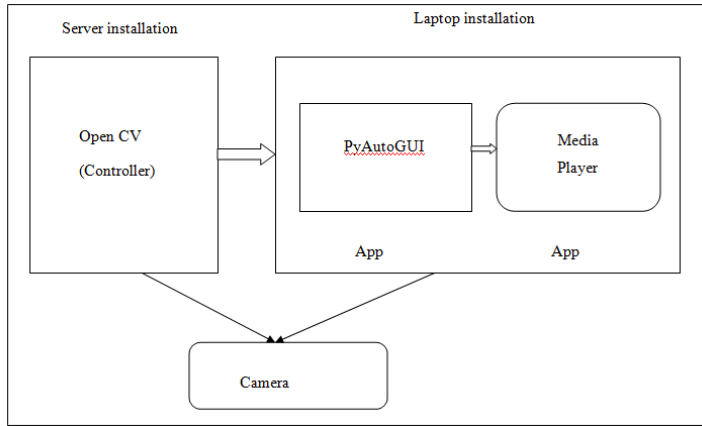 Server installation
Laptop installation
Open CV
(Controller)
PyAutoGUI
Media
Player
App
App
Camera